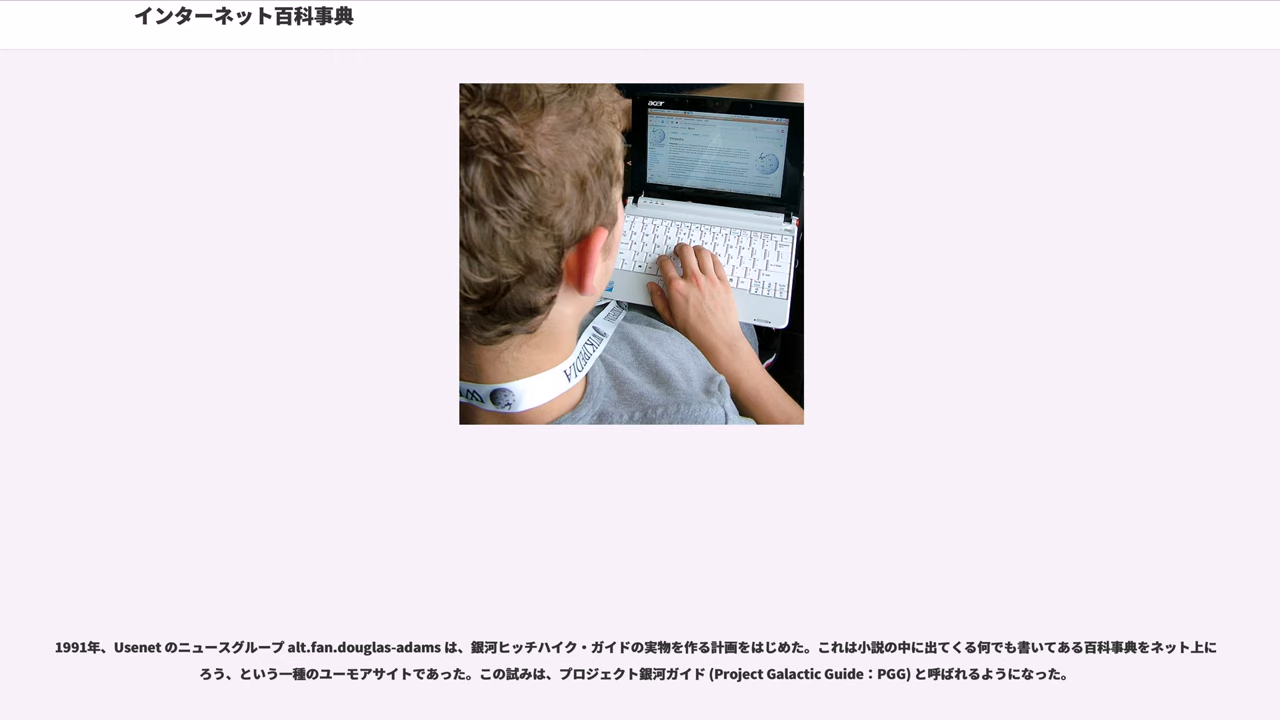 インターネット百科事典
acer
WIKIPEDIA
1991年、Usenet のニュースグループ alt.fan.douglas-adams は、銀河ヒッチハイク・ガイドの実物を作る計画をはじめた。これは小説の中に出てくる何でも書いてある百科事典をネット上に
ろう、という一種のユーモアサイトであった。この試みは、プロジェクト銀河ガイド (Project Galactic Guide：PGG) と呼ばれるようになった。